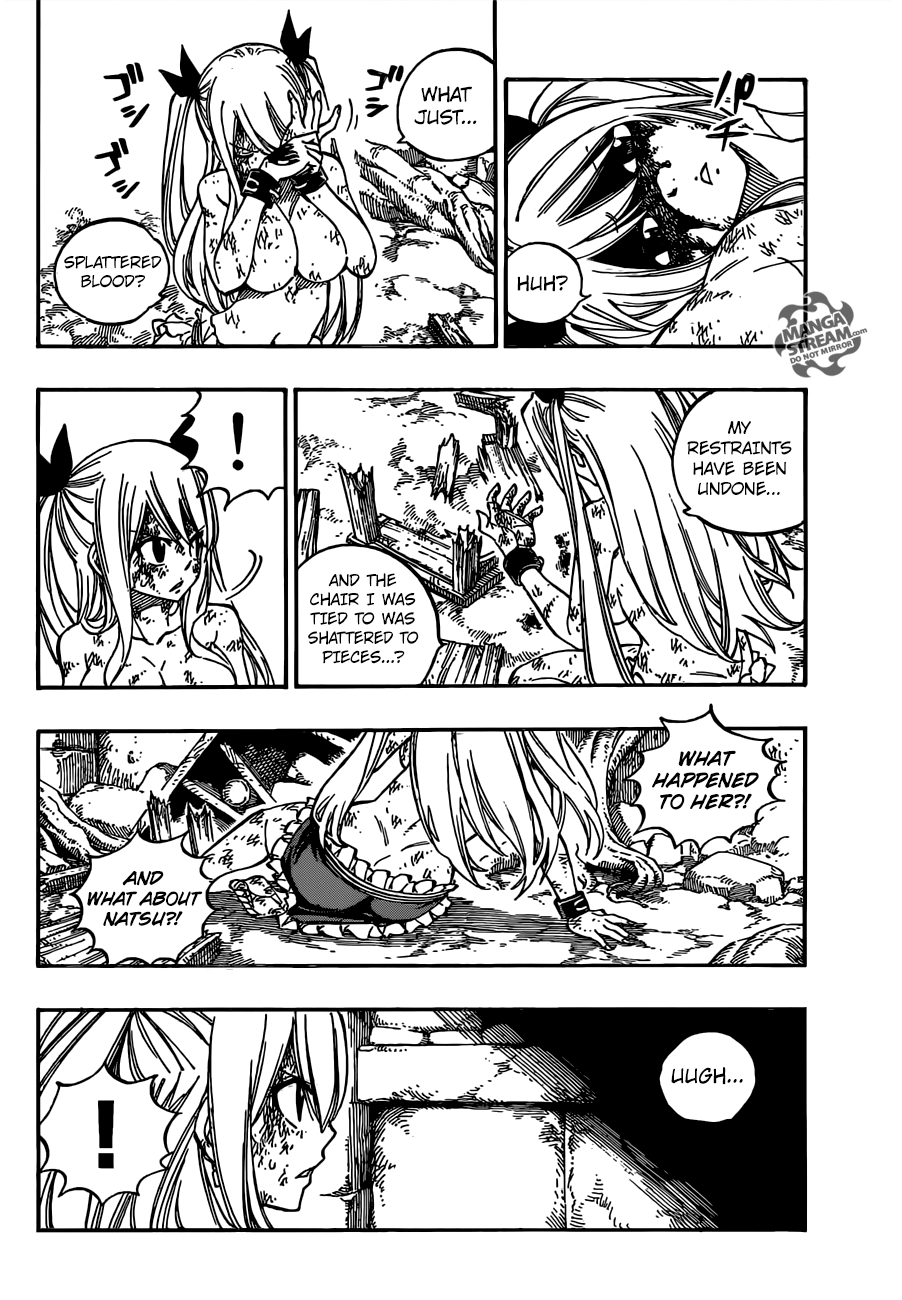 ピチ
HUH?
MANGA
STREAM.com
DO NOT MIRROR
WHAT
JUST...
ゴシ
ゴシ
ゴシ
SPLATTERED
BLOOD?
MY
RESTRAINTS
HAVE BEEN
UNDONE...
AND THE
CHAIR I WAS
TIED TO WAS
SHATTERED TO
PIECES...?
!
WHAT
HAPPENED
TO HER?!
AND
WHAT ABOUT
NATSU?!
UUGH...
!